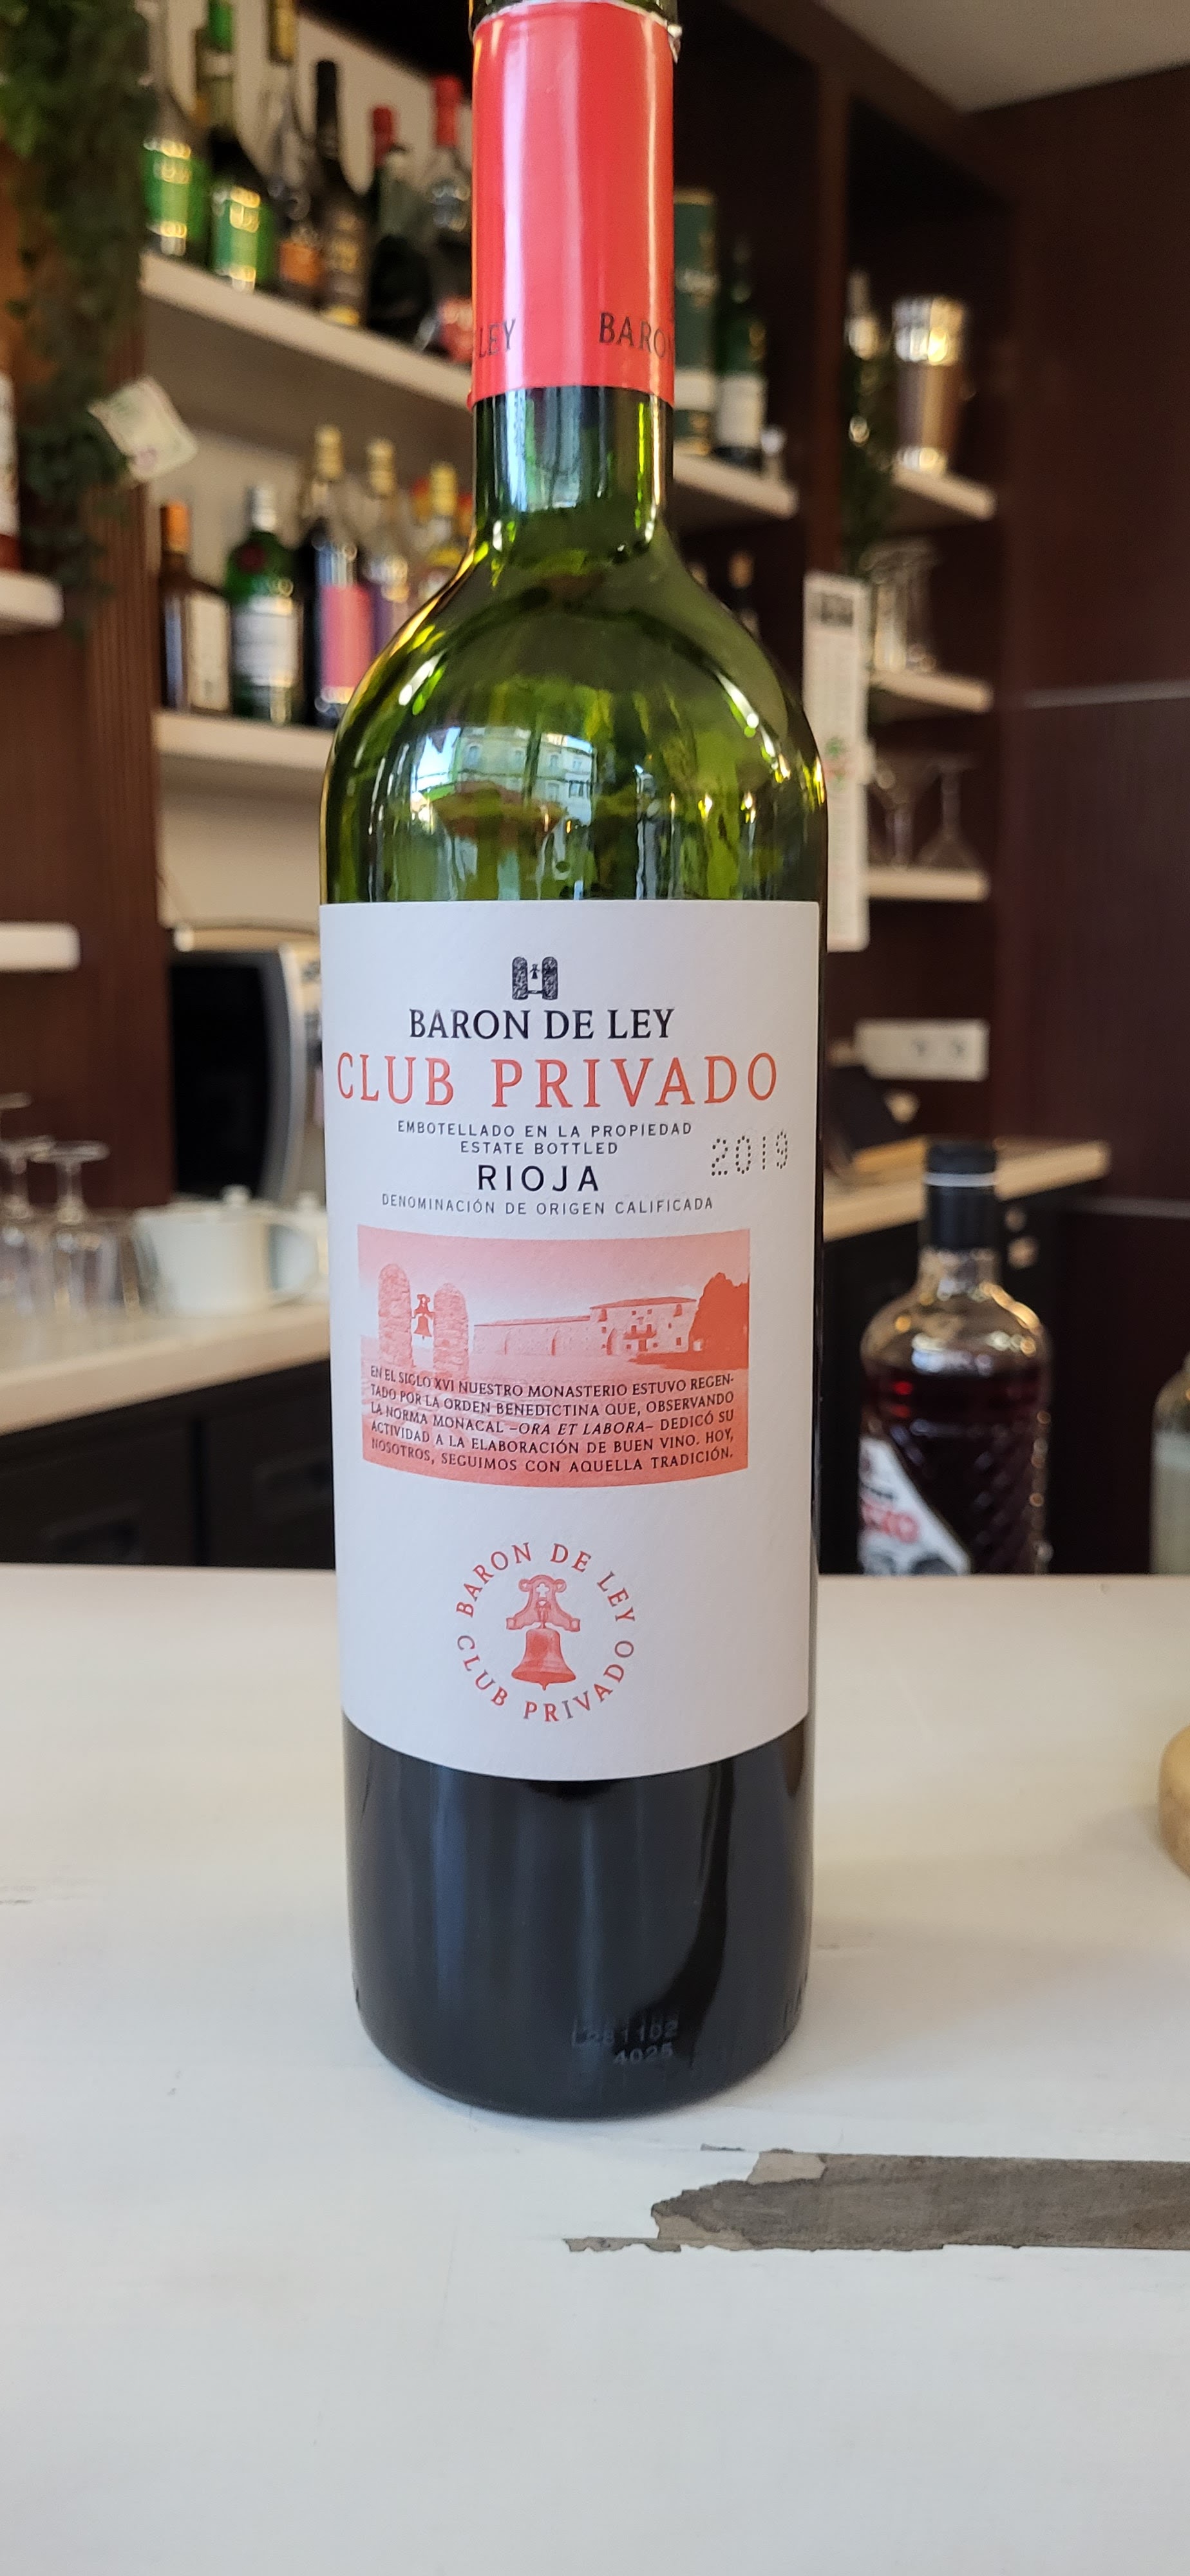 LEY BARO
BARON DE LEY
CLUB PRIVADO
EMBOTELLADO EN LA PROPIEDAD
ESTATE BOTTLED
2019
RIOJA
DENOMINACIÓN DE ORIGEN CALIFICADA
EN EL SIGLO XVI NUESTRO MONASTERIO ESTUVO REGEN-
TADO POR LA ORDEN BENEDICTINA QUE, OBSERVANDO
LA NORMA MONACAL –ORA ET LABORA– DEDICÓ SU
ACTIVIDAD A LA ELABORACIÓN DE BUEN VINO. HOY,
NOSOTROS, SEGUIMOS CON AQUELLA TRADICIÓN.
BARON DE LEY
CLUB PRIVADO
4025